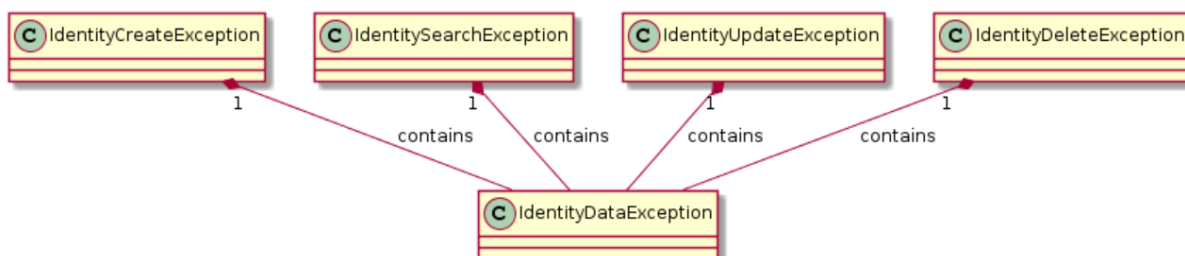 C IdentityCreateException
C IdentitySearchException
C IdentityUpdateException
C IdentityDeleteException
1
1
1
1
contains
contains
contains
contains
C IdentityDataException